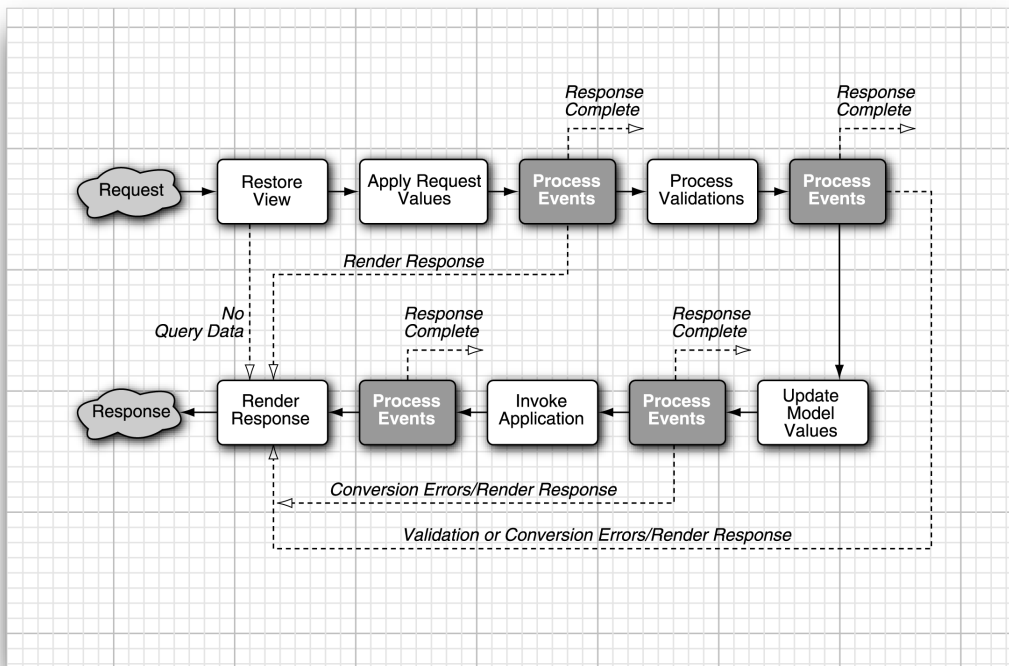 Response
Complete
Response
Complete
Request
Restore
View
Apply Request
Values
Process
Events
Process
Validations
Process
Events
Render Response
No
Query Data
Response
Complete
Response
Complete
Response
Render
Response
Process
Events
Invoke
Application
Process
Events
Update
Model
Values
Conversion Errors/Render Response
Validation or Conversion Errors/Render Response